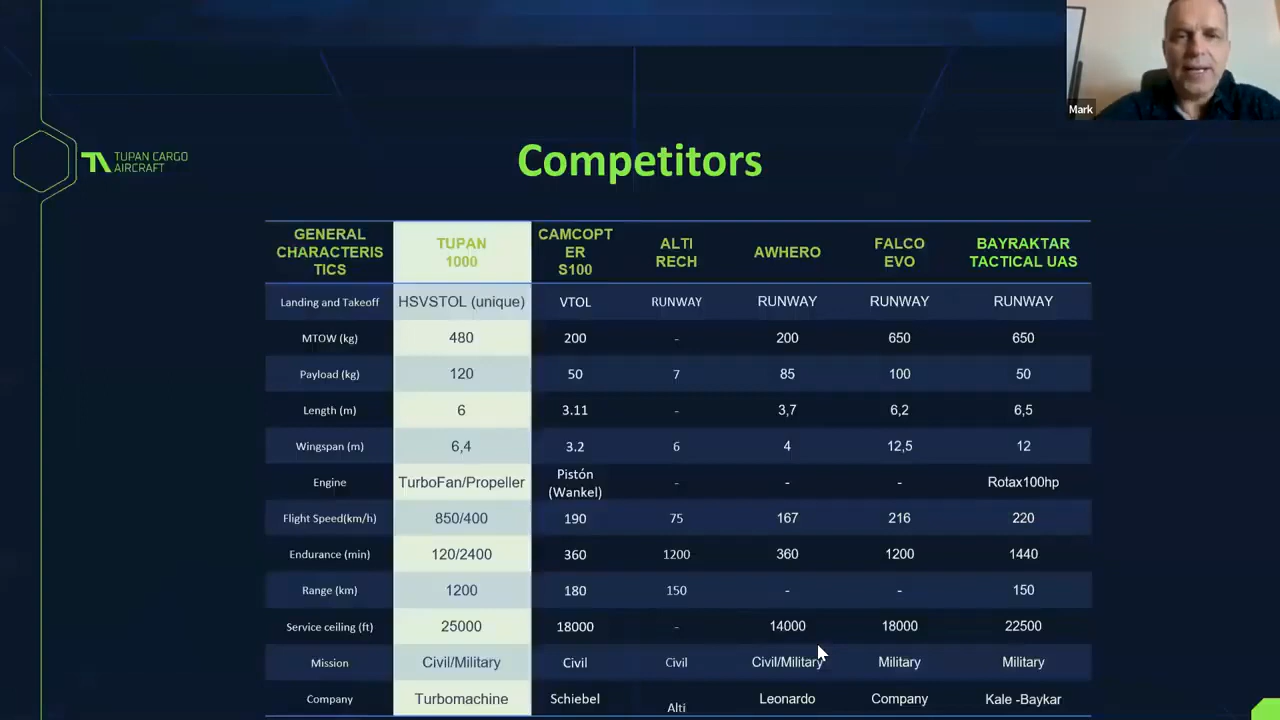 Mark
TUPAN CARGO
AIRCRAFT
Competitors
GENERAL
CHARACTERIS
TICS
TUPAN
1000
CAMCOPT
ER
S100
ALTI
RECH
AWHERO
FALCO
EVO
BAYRAKTAR
TACTICAL UAS
Landing and Takeoff HSVSTOL (unique) VTOL RUNWAY RUNWAY RUNWAY RUNWAY
MTOW (kg) 480 200 - 200 650 650
Payload (kg) 120 50 7 85 100 50
Length (m) 6 3.11 - 3,7 6,2 6,5
Wingspan (m) 6,4 3.2 6 4 12,5 12
Engine TurboFan/Propeller Pistón
(Wankel) - - - Rotax100hp
Flight Speed(km/h) 850/400 190 75 167 216 220
Endurance (min) 120/2400 360 1200 360 1200 1440
Range (km) 1200 180 150 - - 150
Service ceiling (ft) 25000 18000 - 14000 18000 22500
Mission Civil/Military Civil Civil Civil/Military Military Military
Company Turbomachine Schiebel Alti Leonardo Company Kale -Baykar